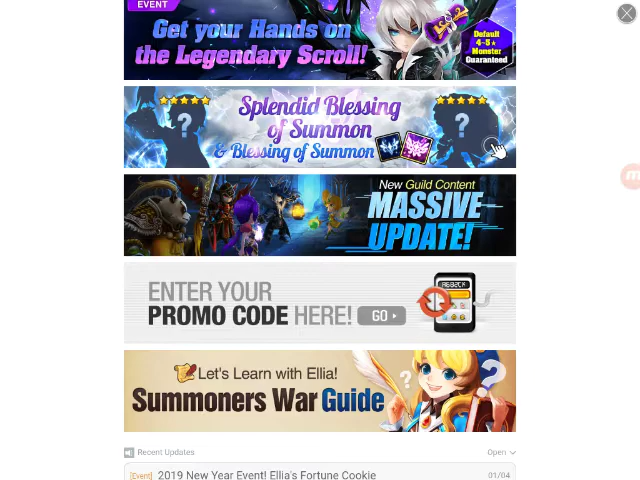 EVENT
Get your Hands on
the Legendary Scroll!
Default
4~5★
Monster
Guaranteed
Splendid Blessing
of Summon
& Blessing of Summon
?
?
New Guild Content
MASSIVE
UPDATE!
ENTER YOUR
PROMO CODE HERE!
GO
Let's Learn with Ellia!
Summoners War Guide
?
?
Recent Updates
Open
[Event] 2019 New Year Event! Ellia's Fortune Cookie
01/04